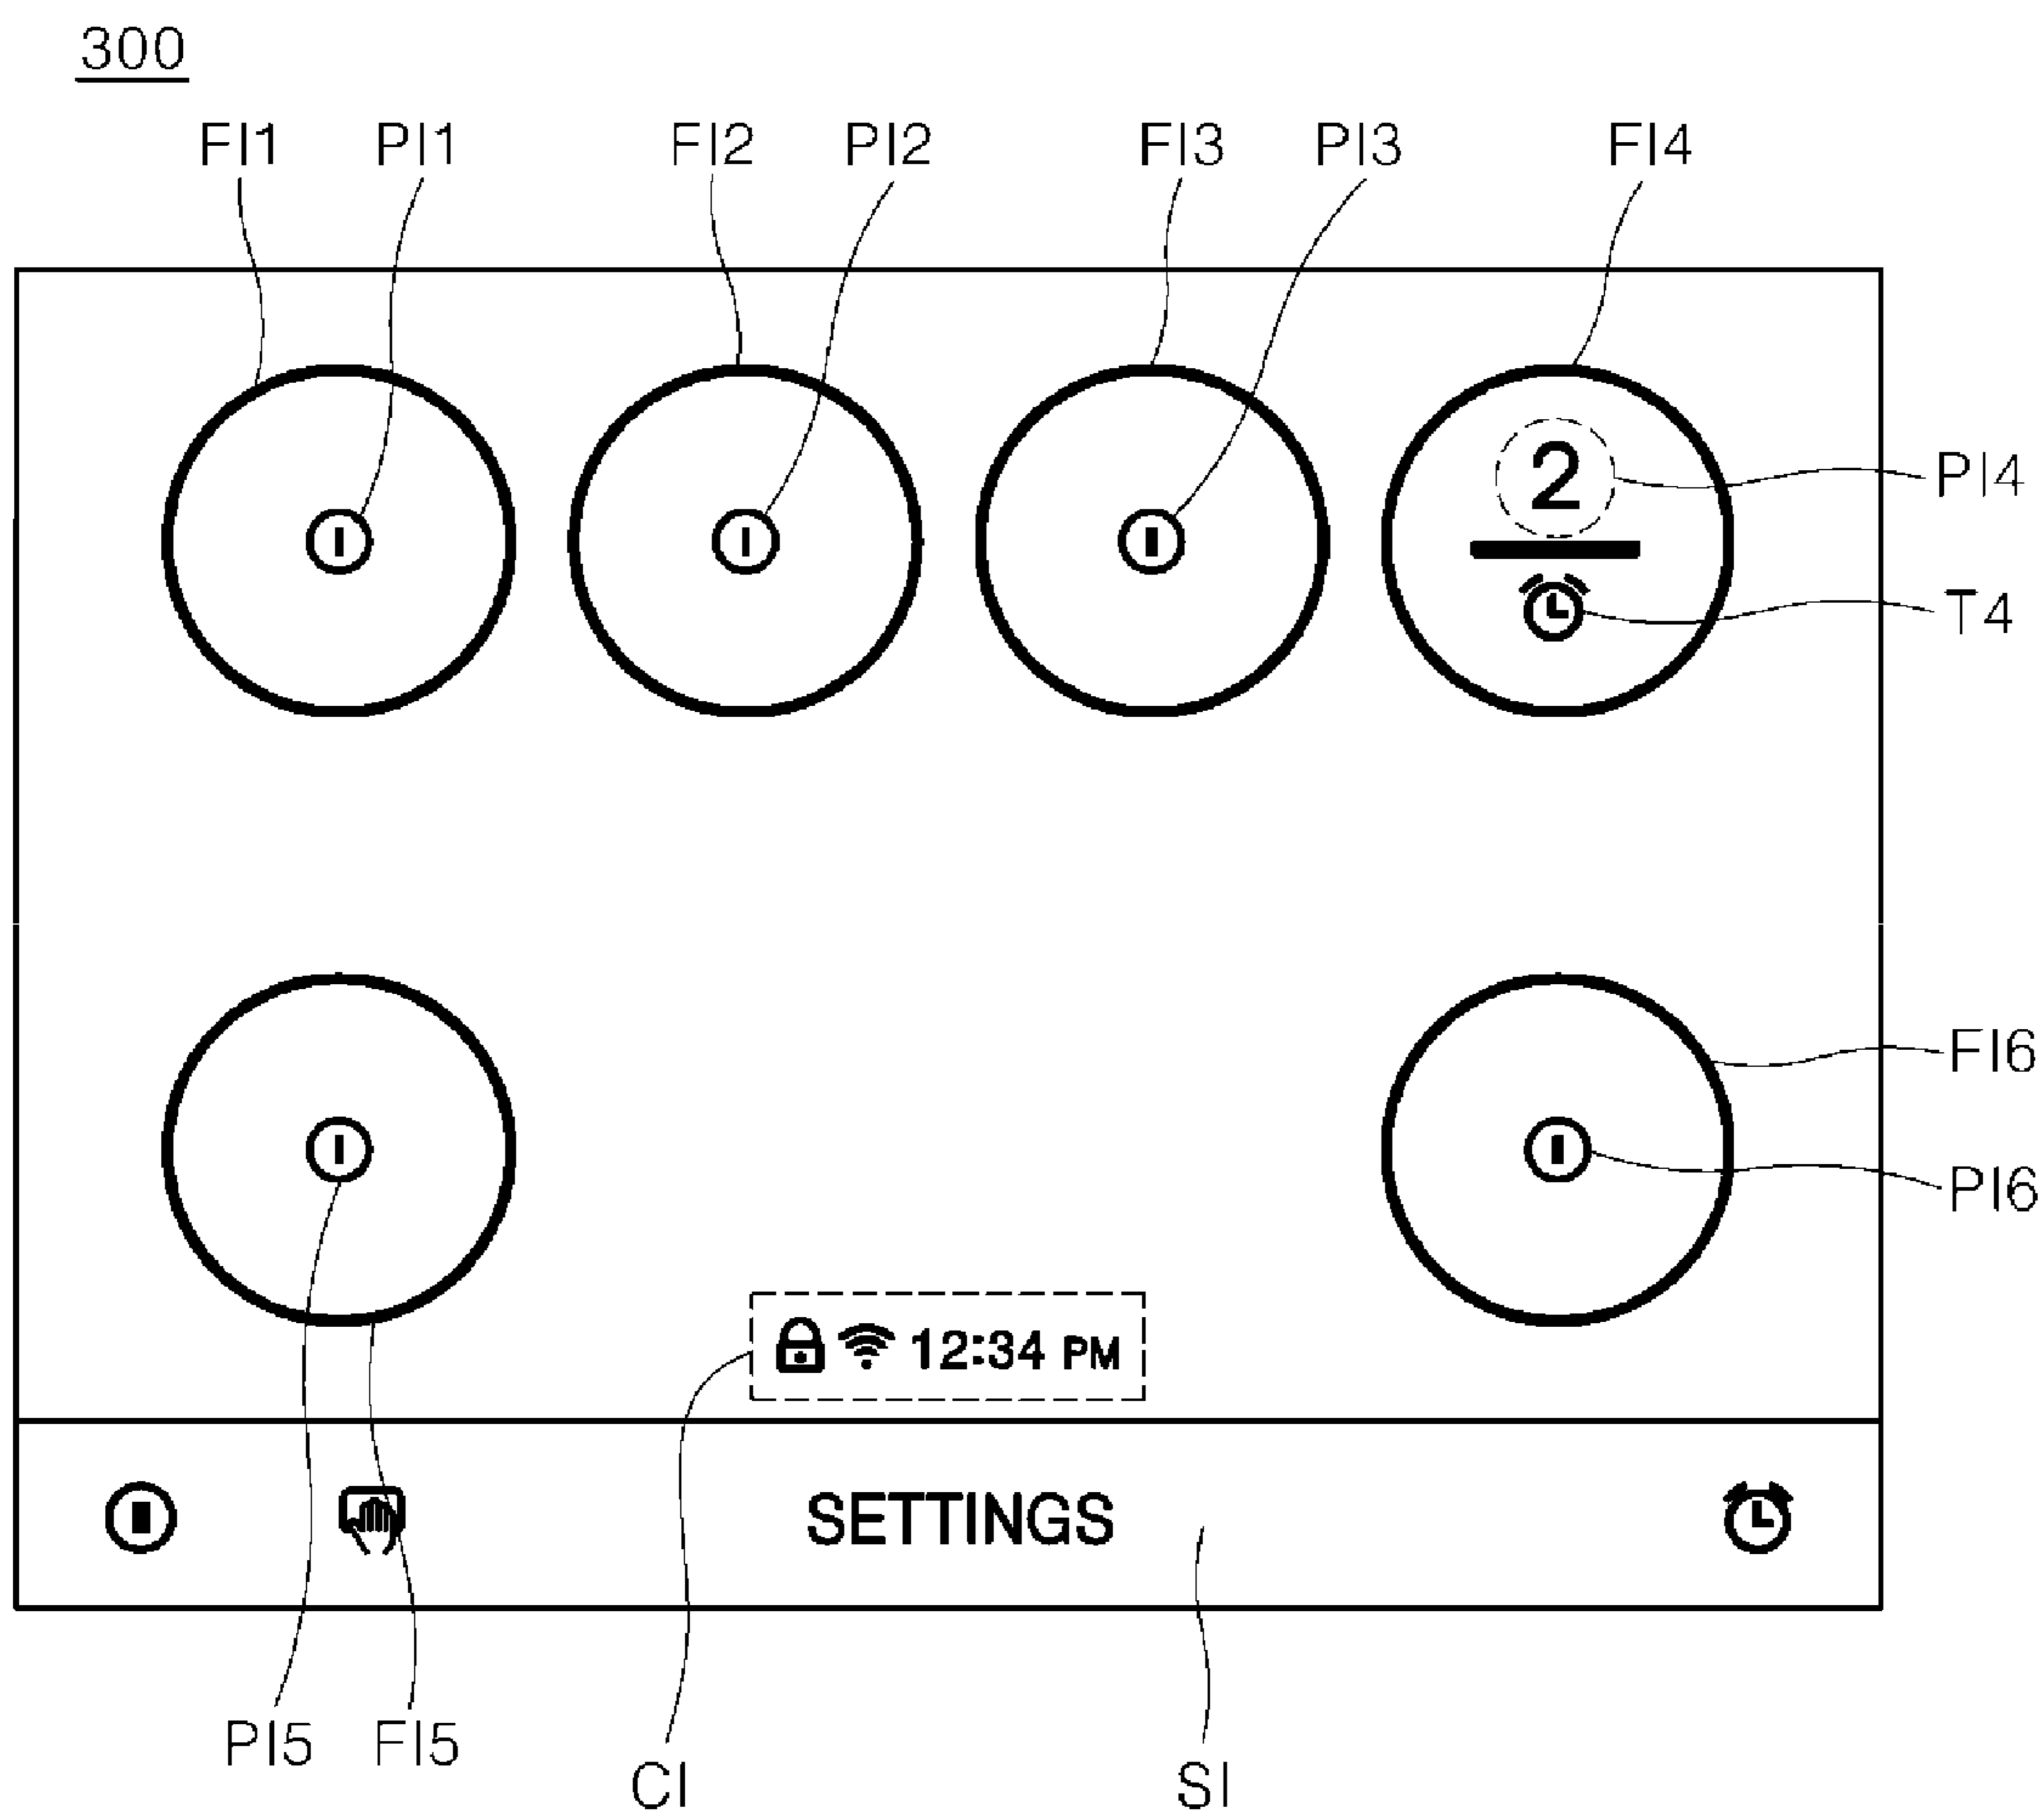 300
FI1 PI1 FI2 PI2 FI3 PI3 FI4
2
PI4
T4
FI6
PI6
12:34 PM
SETTINGS
PI5 FI5 CI SI